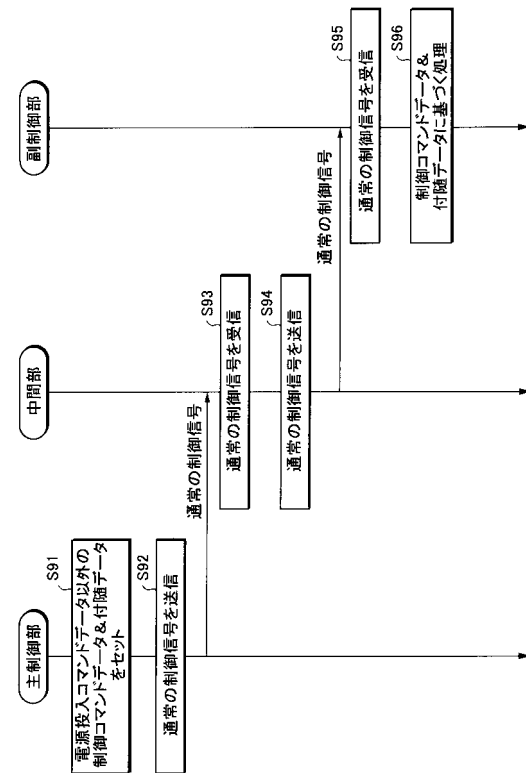 主制御部
中間部
副制御部
S91
電源投入コマンドデータ以外の
制御コマンドデータ&付随データ
をセット
S92
通常の制御信号を送信
通常の制御信号
S93
通常の制御信号を受信
S94
通常の制御信号を送信
通常の制御信号
S95
通常の制御信号を受信
S96
制御コマンドデータ&
付随データに基づく処理